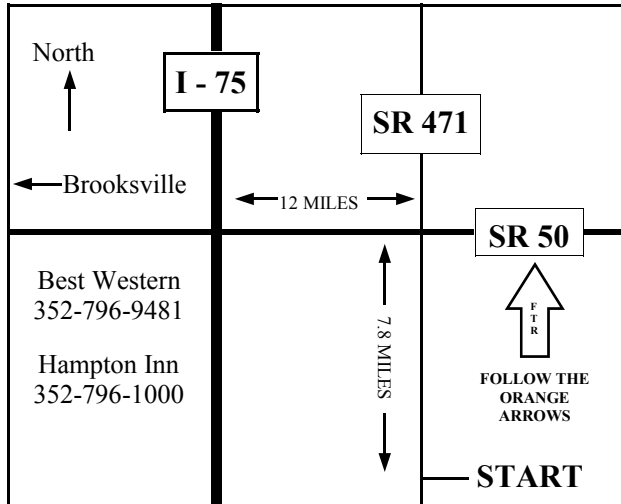 North
I - 75
SR 471
Brooksville
12 MILES
SR 50
Best Western
352-796-9481
Hampton Inn
352-796-1000
7.8 MILES
F
T
R
FOLLOW THE
ORANGE
ARROWS
START